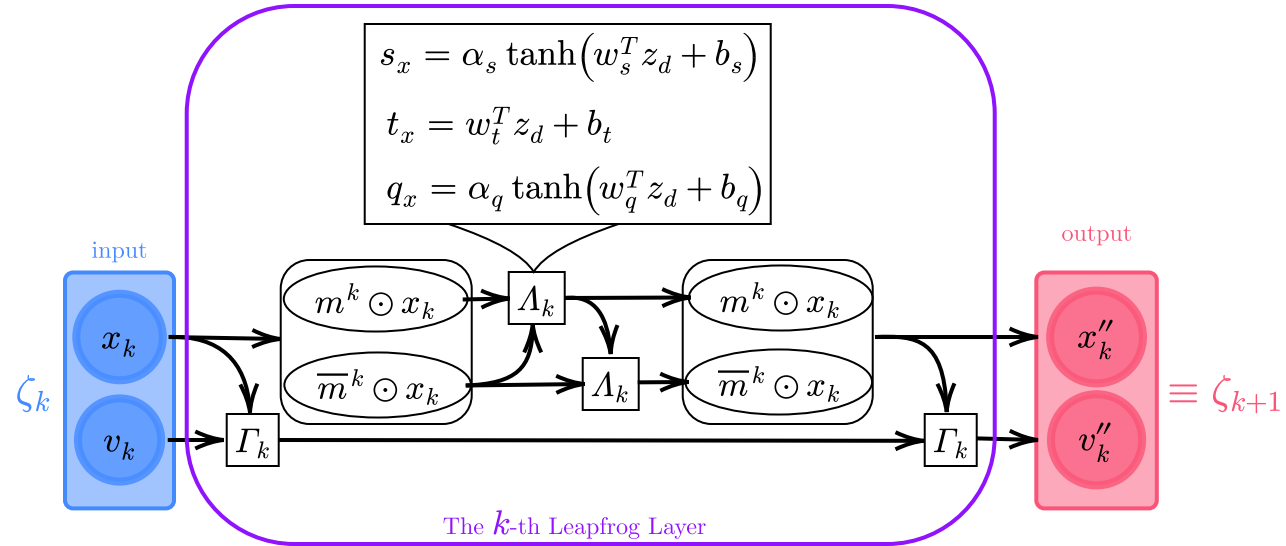 s_x = α_s tanh(w_s^T z_d + b_s)
t_x = w_t^T z_d + b_t
q_x = α_q tanh(w_q^T z_d + b_q)
input
output
m^k ⊙ x_k
Λ_k
m^k ⊙ x_k
x_k
x''_k
m̅^k ⊙ x_k
Λ_k
m̅^k ⊙ x_k
ζ_k
≡ ζ_{k+1}
v_k
Γ_k
Γ_k
v''_k
The k-th Leapfrog Layer